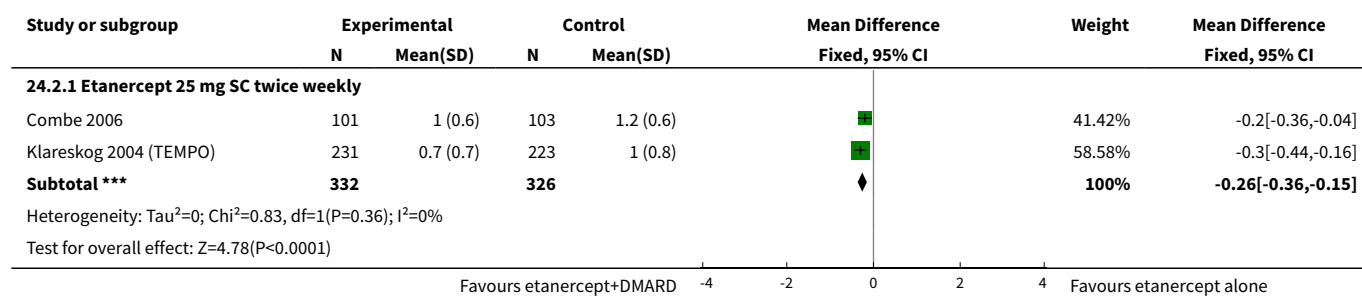 Study or subgroup Experimental Control Mean Difference Weight Mean Difference
N Mean(SD) N Mean(SD) Fixed, 95% CI Fixed, 95% CI
24.2.1 Etanercept 25 mg SC twice weekly
Combe 2006 101 1 (0.6) 103 1.2 (0.6) 41.42% -0.2[-0.36,-0.04]
Klareskog 2004 (TEMPO) 231 0.7 (0.7) 223 1 (0.8) 58.58% -0.3[-0.44,-0.16]
Subtotal *** 332 326 100% -0.26[-0.36,-0.15]
Heterogeneity: Tau²=0; Chi²=0.83, df=1(P=0.36); I²=0%
Test for overall effect: Z=4.78(P<0.0001)
Favours etanercept+DMARD -4 -2 0 2 4 Favours etanercept alone